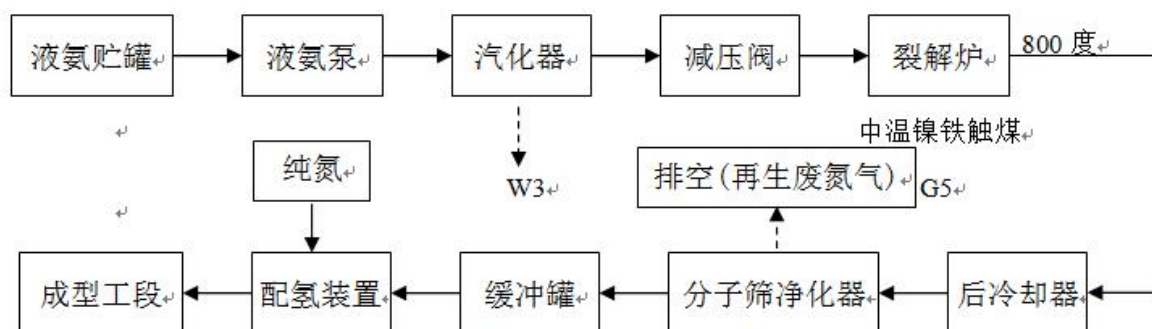 液氨贮罐
液氨泵
汽化器
减压阀
裂解炉
800 度
中温镍铁触煤
纯氮
W3
排空(再生废氮气)
G5
成型工段
配氢装置
缓冲罐
分子筛净化器
后冷却器